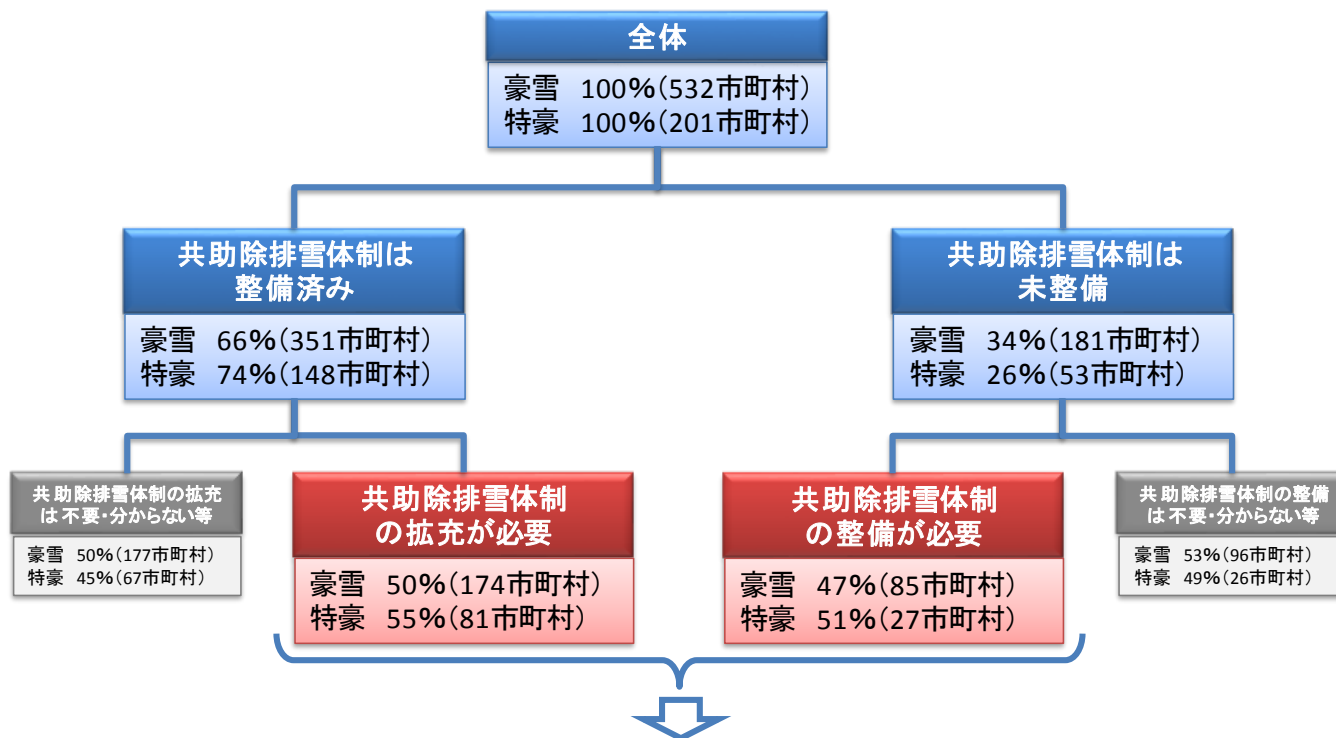 全体
豪雪 100%(532市町村)
特豪 100%(201市町村)
共助除排雪体制は
整備済み
豪雪 66%(351市町村)
特豪 74%(148市町村)
共助除排雪体制は
未整備
豪雪 34%(181市町村)
特豪 26%(53市町村)
共助除排雪体制の拡充
は不要・分からない等
豪雪 50%(177市町村)
特豪 45%(67市町村)
共助除排雪体制
の拡充が必要
豪雪 50%(174市町村)
特豪 55%(81市町村)
共助除排雪体制
の整備が必要
豪雪 47%(85市町村)
特豪 51%(27市町村)
共助除排雪体制の整備
は不要・分からない等
豪雪 53%(96市町村)
特豪 49%(26市町村)